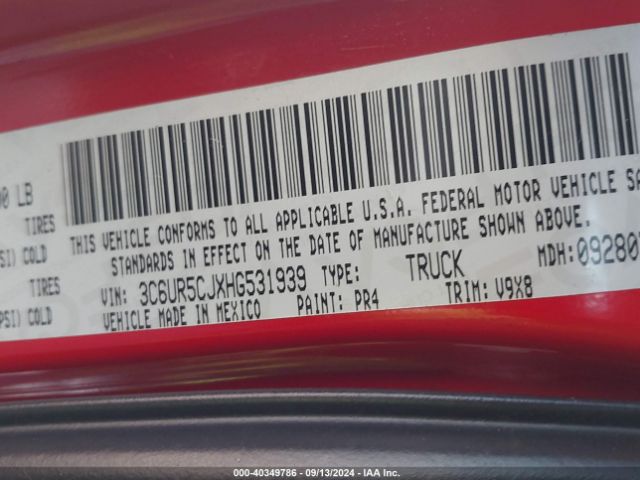 00 LB
TIRES
SI) COLD
TIRES
PSI) COLD
THIS VEHICLE CONFORMS TO ALL APPLICABLE U.S.A. FEDERAL MOTOR VEHICLE SA
STANDARDS IN EFFECT ON THE DATE OF MANUFACTURE SHOWN ABOVE.
VIN: 3C6UR5CJXHG531939 TYPE: TRUCK MDH:09280
VEHICLE MADE IN MEXICO PAINT: PR4 TRIM: V9X8
000-40349786 - 09/13/2024 - IAA Inc.